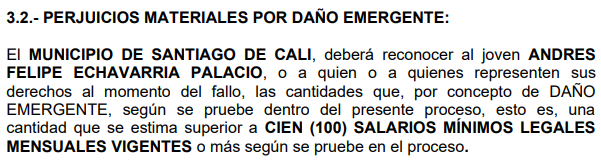 3.2.- PERJUICIOS MATERIALES POR DAÑO EMERGENTE:
El MUNICIPIO DE SANTIAGO DE CALI, deberá reconocer al joven ANDRES
FELIPE ECHAVARRIA PALACIO, o a quien o a quienes representen sus
derechos al momento del fallo, las cantidades que, por concepto de DAÑO
EMERGENTE, según se pruebe dentro del presente proceso, esto es, una
cantidad que se estima superior a CIEN (100) SALARIOS MÍNIMOS LEGALES
MENSUALES VIGENTES o más según se pruebe en el proceso.